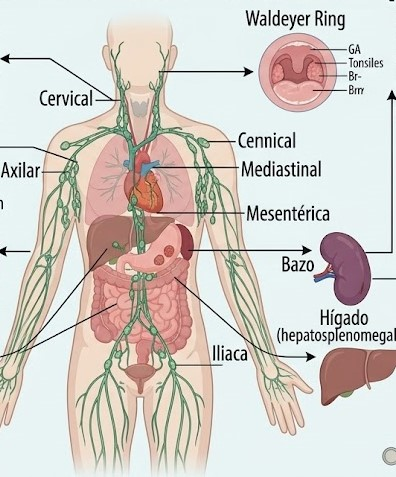 Waldeyer Ring
GA
Tonsiles
Br-
Brrr
Cervical
Cennical
Axilar
Mediastinal
n
Mesentérica
Bazo
Hígado
(hepatosplenomegal
Iliaca